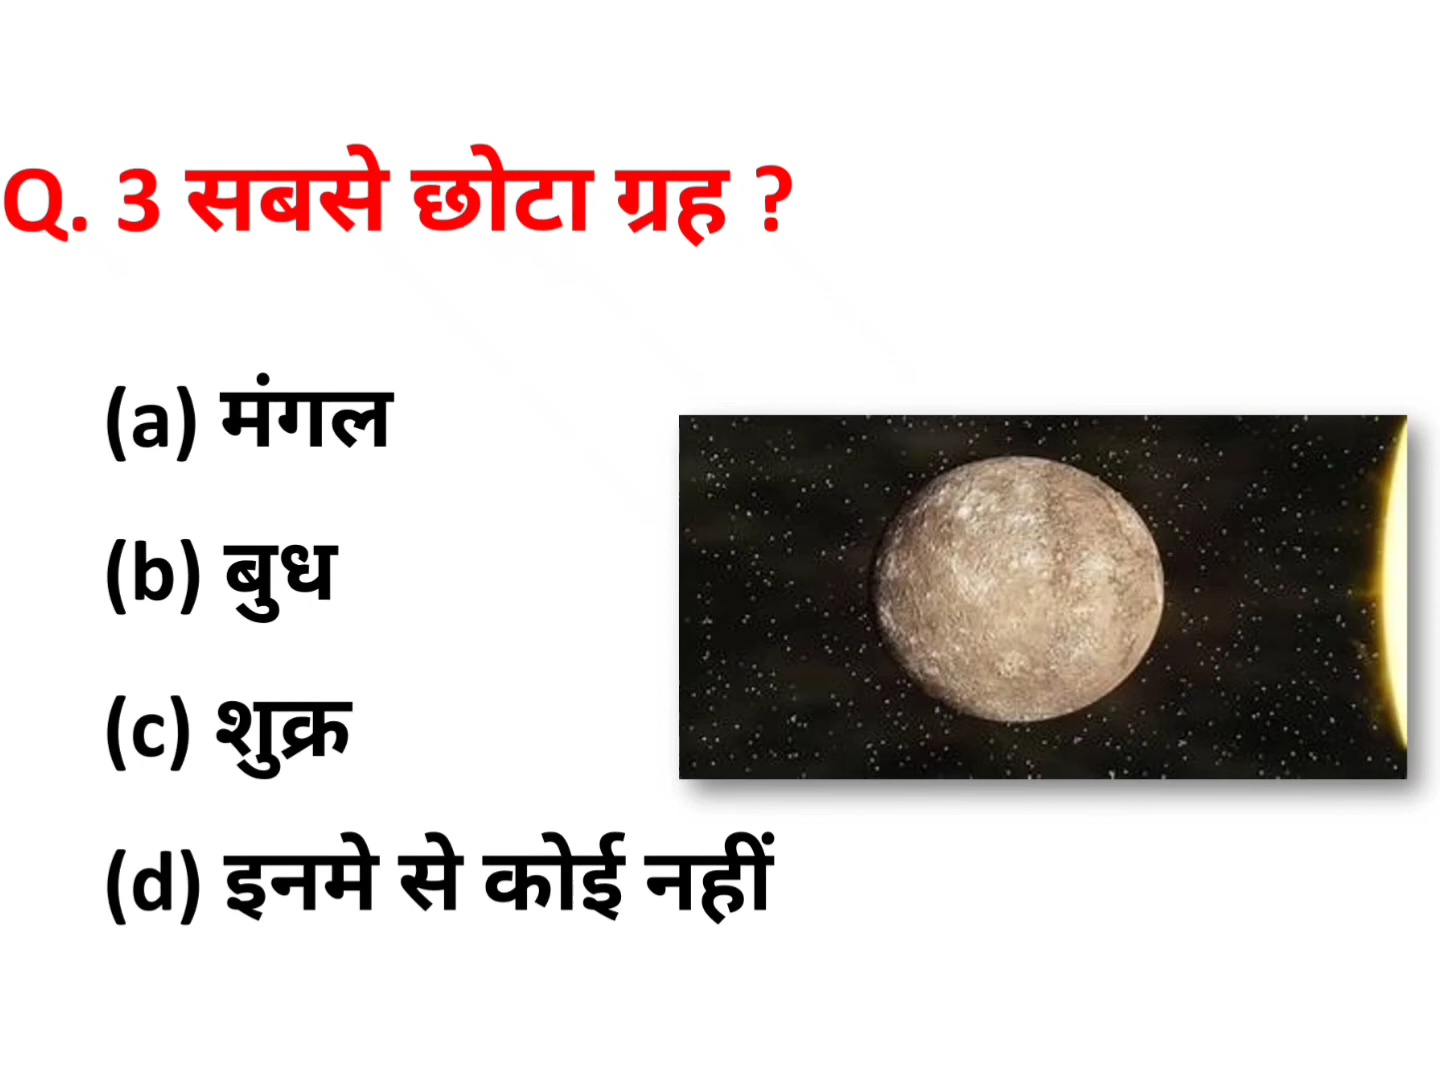 Q. 3 सबसे छोटा ग्रह ?
(a) मंगल
(b) बुध
(c) शुक्र
(d) इनमे से कोई नहीं